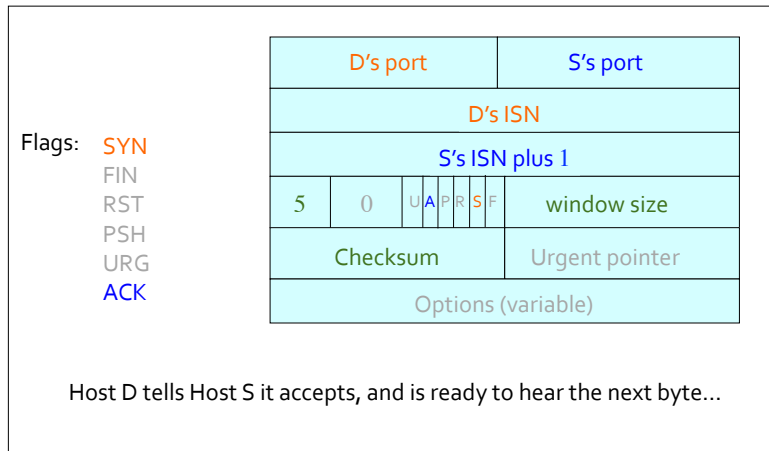 D's port S's port
D's ISN
Flags: SYN
S's ISN plus 1
FIN
RST
PSH
URG
ACK
5 0 U A P R S F window size
Checksum Urgent pointer
Options (variable)
Host D tells Host S it accepts, and is ready to hear the next byte...